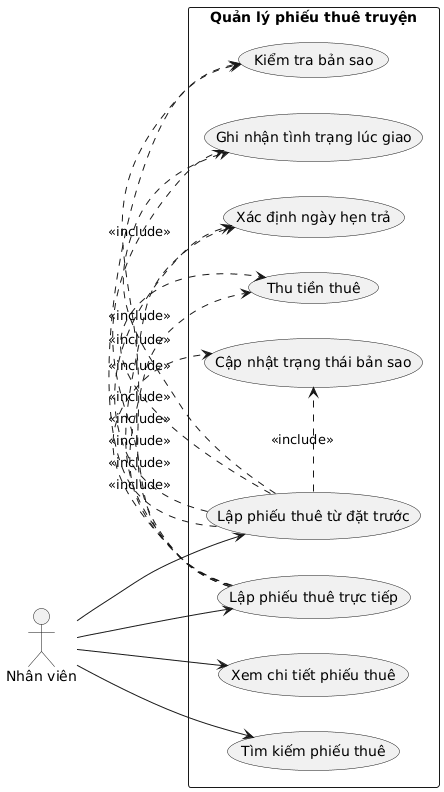 Quản lý phiếu thuê truyện
Kiểm tra bản sao
Ghi nhận tình trạng lúc giao
Xác định ngày hẹn trả
«include»
Thu tiền thuê
«include»
«include»
Cập nhật trạng thái bản sao
«include»
«include»
«include»
«include»
«include»
«include»
«include»
Lập phiếu thuê từ đặt trước
Lập phiếu thuê trực tiếp
Nhân viên
Xem chi tiết phiếu thuê
Tìm kiếm phiếu thuê